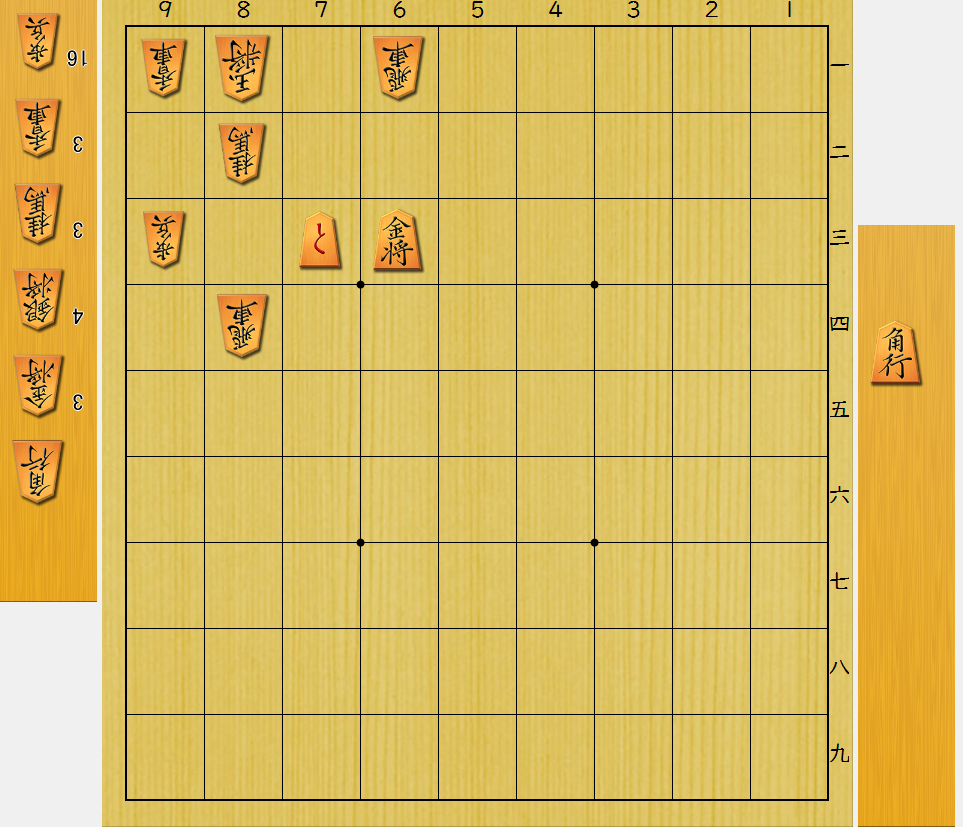 9 8 7 6 5 4 3 2 1
一
二
三
四
五
六
七
八
九
歩兵 16
香車 3
桂馬 3
銀将 4
金将 3
角行
香車 玉将 飛車
桂馬
歩兵 と 金将
飛車
角行